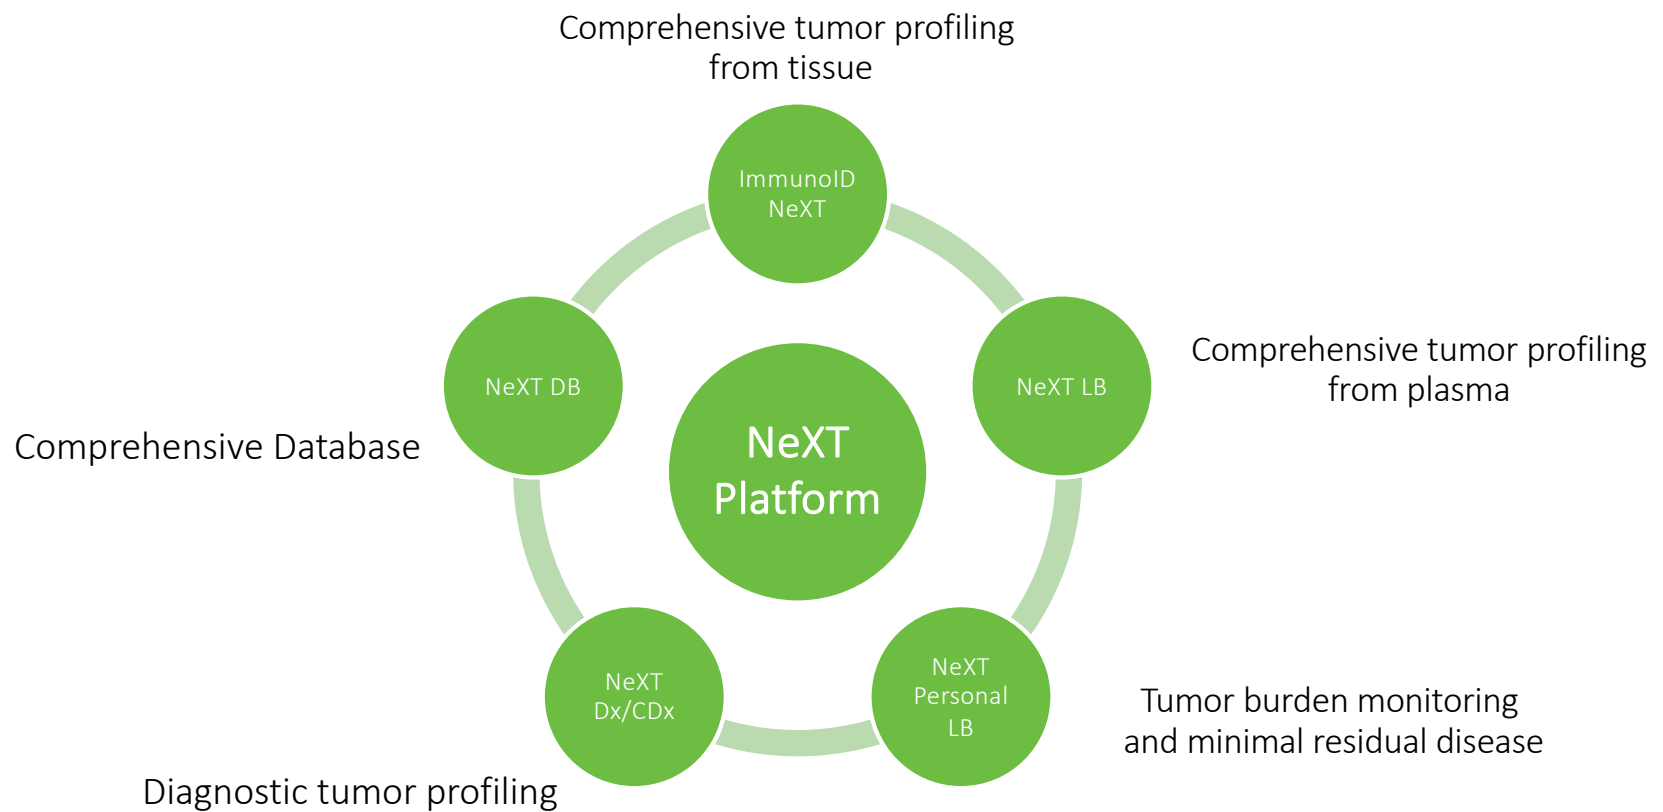 Comprehensive tumor profiling
from tissue
ImmunoID
NeXT
NeXT DB
NeXT LB
Comprehensive tumor profiling
from plasma
Comprehensive Database
NeXT
Platform
NeXT
Dx/CDx
NeXT
Personal
LB
Tumor burden monitoring
and minimal residual disease
Diagnostic tumor profiling